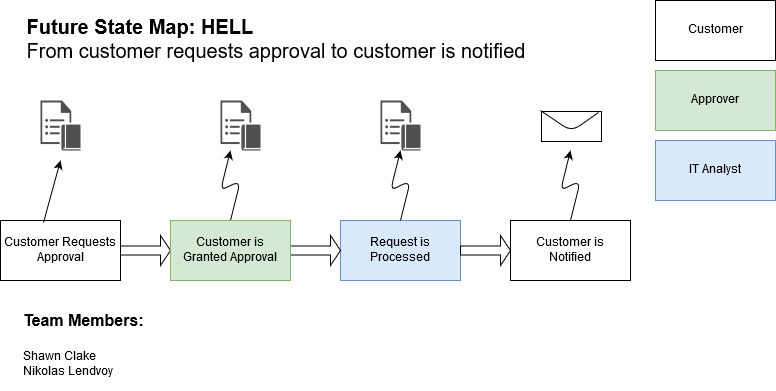 Future State Map: HELL
From customer requests approval to customer is notified
Customer
Approver
IT Analyst
Customer Requests
Approval
Customer is
Granted Approval
Request is
Processed
Customer is
Notified
Team Members:
Shawn Clake
Nikolas Lendvoy